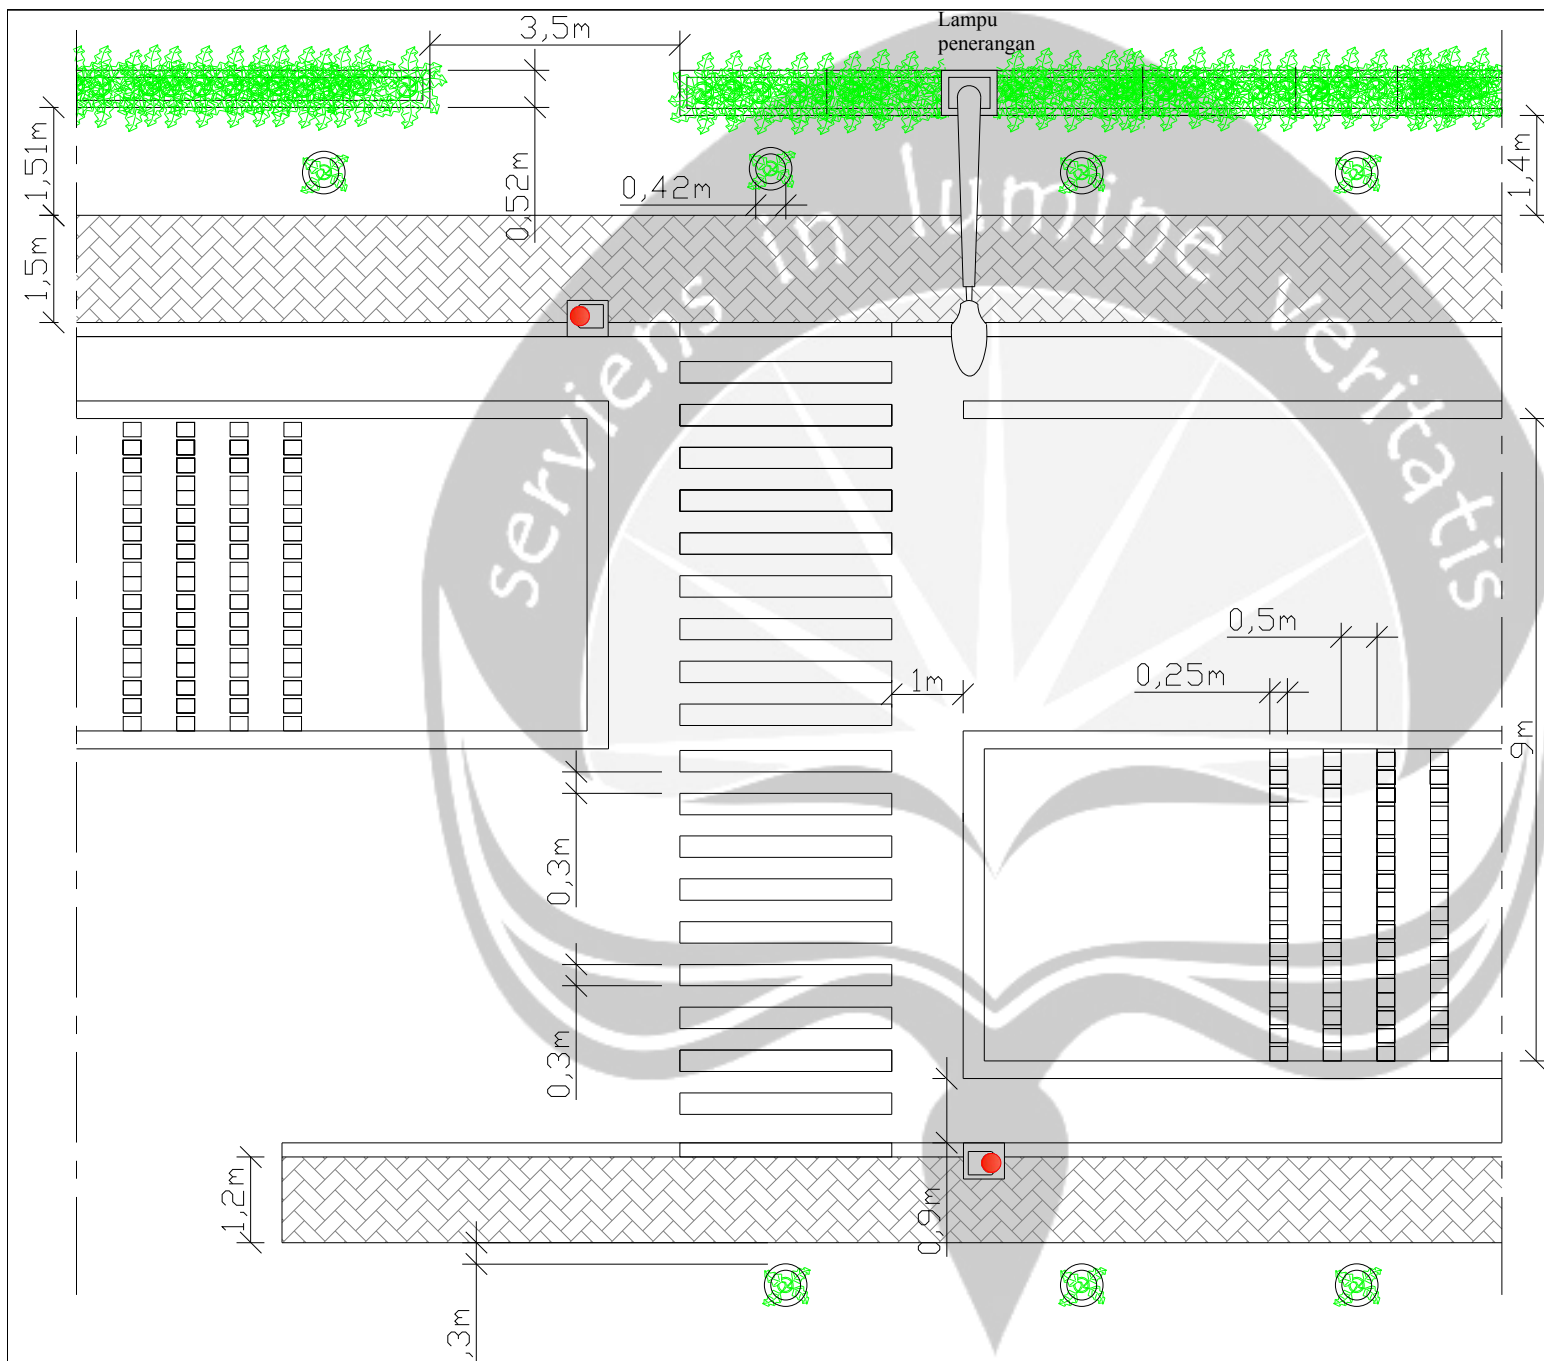 3,5m
Lampu
penerangan
1,51m
0,52m
0,42m
1,4m
1,5m
serviens in lumine veritatis
0,5m
0,25m
1m
9m
0,3m
0,3m
1,2m
0,9m
,3m